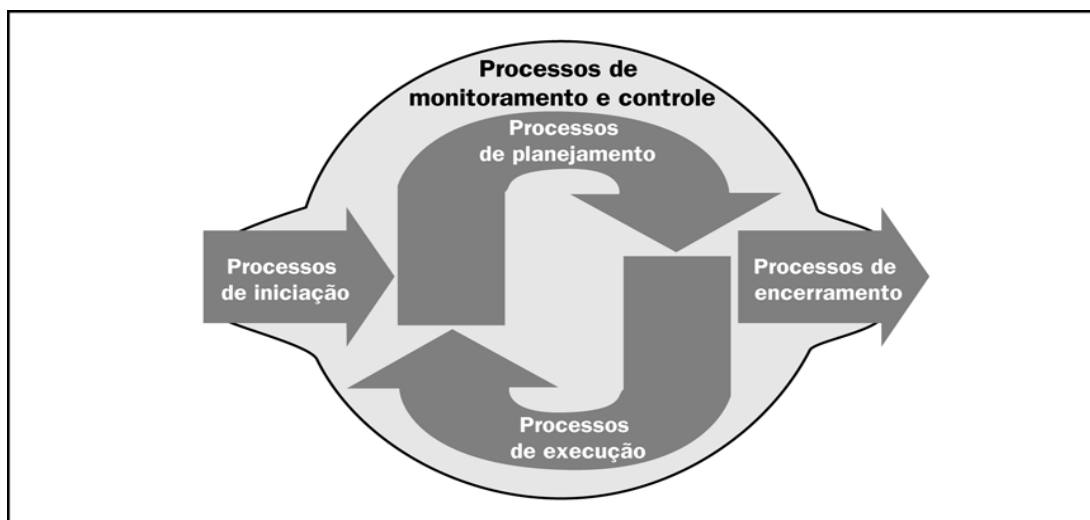 Processos de
monitoramento e controle
Processos
de planejamento
Processos
de iniciação
Processos de
encerramento
Processos
de execução